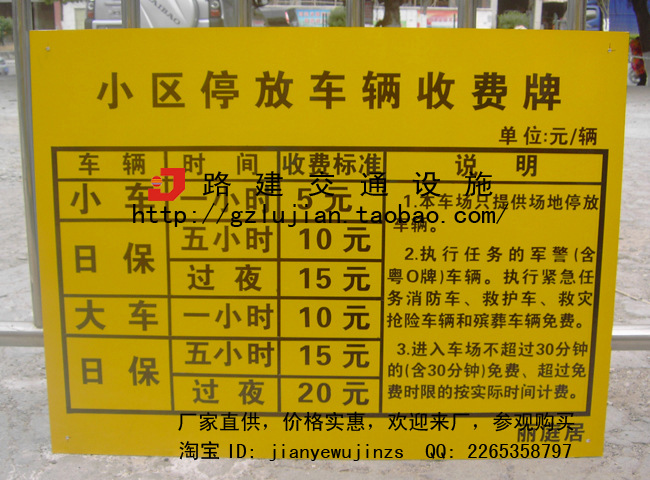 小区停放车辆收费牌
单位:元/辆
车辆 时间 收费标准 说明
小车 一小时 5元
日保 五小时 10元
过夜 15元
大车 一小时 10元
日保 五小时 15元
过夜 20元
1.本车场只提供场地停放
车辆。
2.执行任务的军警(含
粤O牌)车辆。执行紧急任
务消防车、救护车、救灾
抢险车辆和殡葬车辆免费。
3.进入车场不超过30分钟
的(含30分钟)免费、超过免
费时限的按实际时间计费。
丽庭居
路建交通设施
http://gzlujian.taobao.com/
厂家直供，价格实惠，欢迎来厂，参观购买
淘宝ID: jianyewujinzs QQ: 2265358797